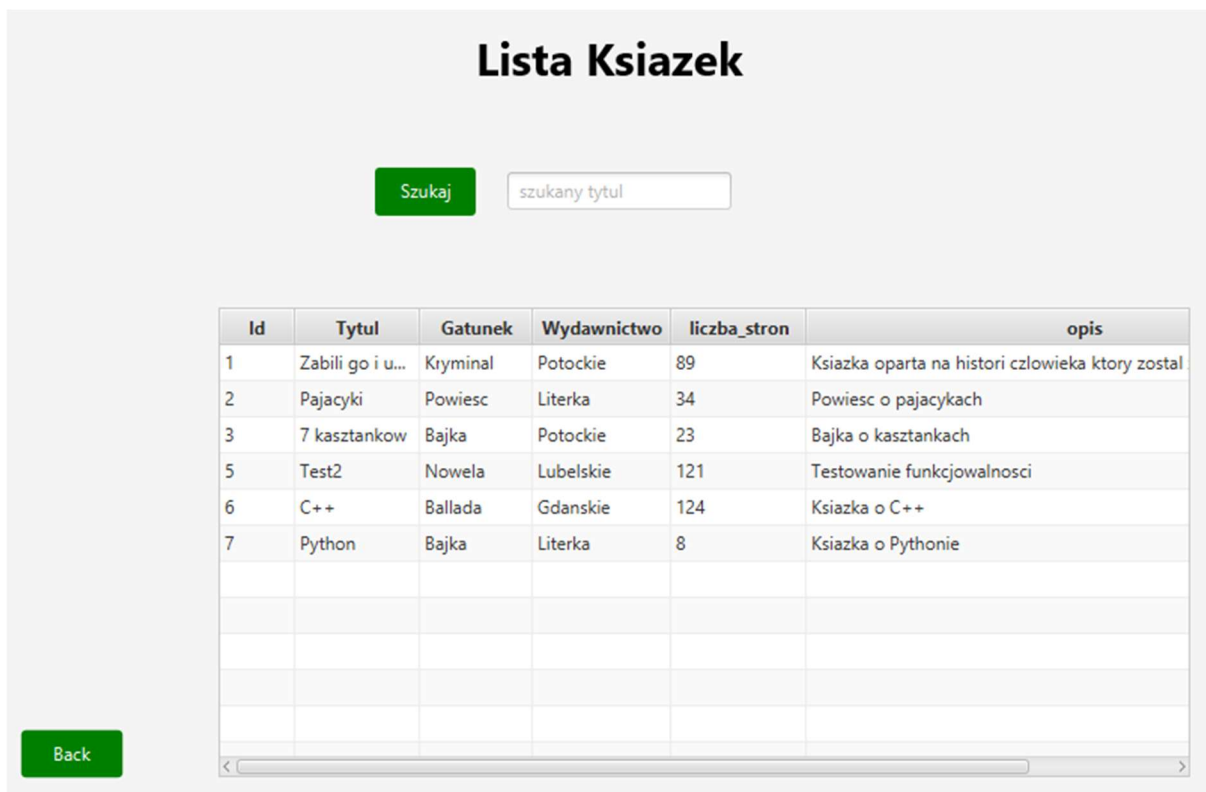 Lista Ksiazek
Szukaj szukany tytul
Id Tytul Gatunek Wydawnictwo liczba_stron opis
1 Zabili go i u... Kryminal Potockie 89 Ksiazka oparta na histori czlowieka ktory zostal
2 Pajacyki Powiesc Literka 34 Powiesc o pajacykach
3 7 kasztankow Bajka Potockie 23 Bajka o kasztankach
5 Test2 Nowela Lubelskie 121 Testowanie funkcjowalnosci
6 C++ Ballada Gdanskie 124 Ksiazka o C++
7 Python Bajka Literka 8 Ksiazka o Pythonie
Back